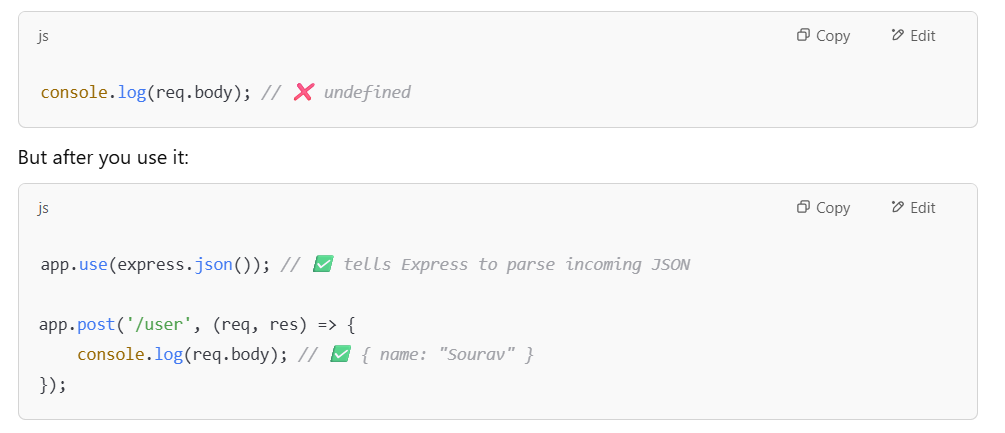 js Copy Edit
console.log(req.body); // ❌ undefined
But after you use it:
js Copy Edit
app.use(express.json()); // ✅ tells Express to parse incoming JSON
app.post('/user', (req, res) => {
    console.log(req.body); // ✅ { name: "Sourav" }
});